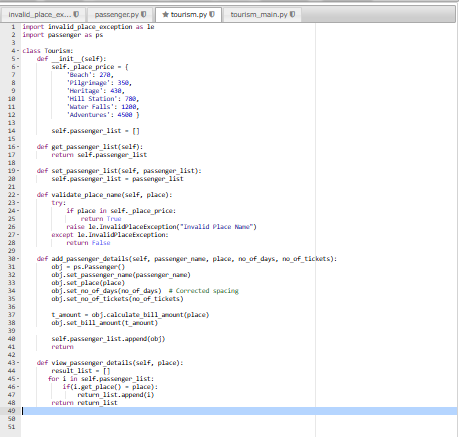 invalid_place_ex... passenger.py tourism.py tourism_main.py
1 import invalid_place_exception as le
2 import passenger as ps
3
4 class Tourism:
5 def __init__(self):
6 self._place_price = {
7 'Beach': 270,
8 'Pilgrimage': 350,
9 'Heritage': 430,
10 'Hill Station': 780,
11 'Water Falls': 1200,
12 'Adventures': 4500 }
13
14 self.passenger_list = []
15
16 def get_passenger_list(self):
17 return self.passenger_list
18
19 def set_passenger_list(self, passenger_list):
20 self.passenger_list = passenger_list
21
22 def validate_place_name(self, place):
23 try:
24 if place in self._place_price:
25 return True
26 raise le.InvalidPlaceException("Invalid Place Name")
27 except le.InvalidPlaceException:
28 return False
29
30 def add_passenger_details(self, passenger_name, place, no_of_days, no_of_tickets):
31 obj = ps.Passenger()
32 obj.set_passenger_name(passenger_name)
33 obj.set_place(place)
34 obj.set_no_of_days(no_of_days) # Corrected spacing
35 obj.set_no_of_tickets(no_of_tickets)
36
37 t_amount = obj.calculate_bill_amount(place)
38 obj.set_bill_amount(t_amount)
39
40 self.passenger_list.append(obj)
41 return
42
43 def view_passenger_details(self, place):
44 result_list = []
45 for i in self.passenger_list:
46 if(i.get_place() = place):
47 return_list.append(i)
48 return return_list
49
50
51